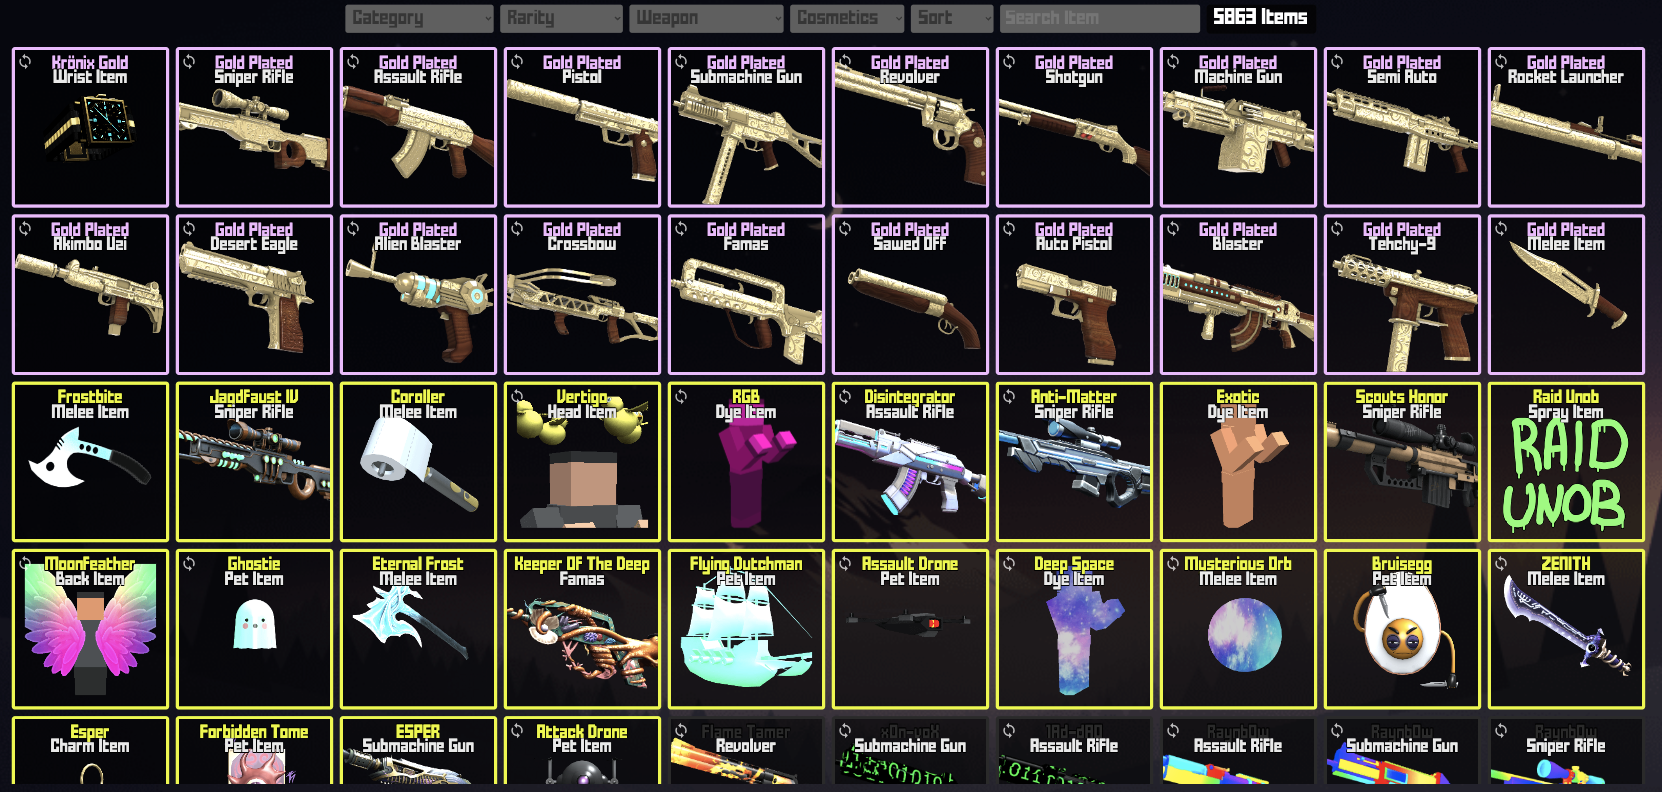 Category Rarity Weapon Cosmetics Sort Search Item 5863 Items
Krönix Gold
Wrist Item
Gold Plated
Sniper Rifle
Gold Plated
Assault Rifle
Gold Plated
Pistol
Gold Plated
Submachine Gun
Gold Plated
Revolver
Gold Plated
Shotgun
Gold Plated
Machine Gun
Gold Plated
Semi Auto
Gold Plated
Rocket Launcher
Gold Plated
Akimbo Uzi
Gold Plated
Desert Eagle
Gold Plated
Alien Blaster
Gold Plated
Crossbow
Gold Plated
Famas
Gold Plated
Sawed Off
Gold Plated
Auto Pistol
Gold Plated
Blaster
Gold Plated
Tehchy-9
Gold Plated
Melee Item
Frostbite
Melee Item
JagdFaust IV
Sniper Rifle
Coroller
Melee Item
Vertigo
Head Item
RGB
Dye Item
Disintegrator
Assault Rifle
Anti-Matter
Sniper Rifle
Exotic
Dye Item
Scouts Honor
Sniper Rifle
Raid Unob
Spray Item
RAID
UNOB
MoonFeather
Back Item
Ghostie
Pet Item
Eternal Frost
Melee Item
Keeper Of The Deep
Famas
Flying Dutchman
Pet Item
Assault Drone
Pet Item
Deep Space
Dye Item
Mysterious Orb
Melee Item
Bruisegg
Pet Item
ZENITH
Melee Item
Esper
Charm Item
Forbidden Tome
Pet Item
ESPER
Submachine Gun
Attack Drone
Pet Item
Flame Tamer
Revolver
x0n-voX
Submachine Gun
1Ad-dA0
Assault Rifle
Raynb0w
Assault Rifle
Raynb0w
Submachine Gun
Raynb0w
Sniper Rifle